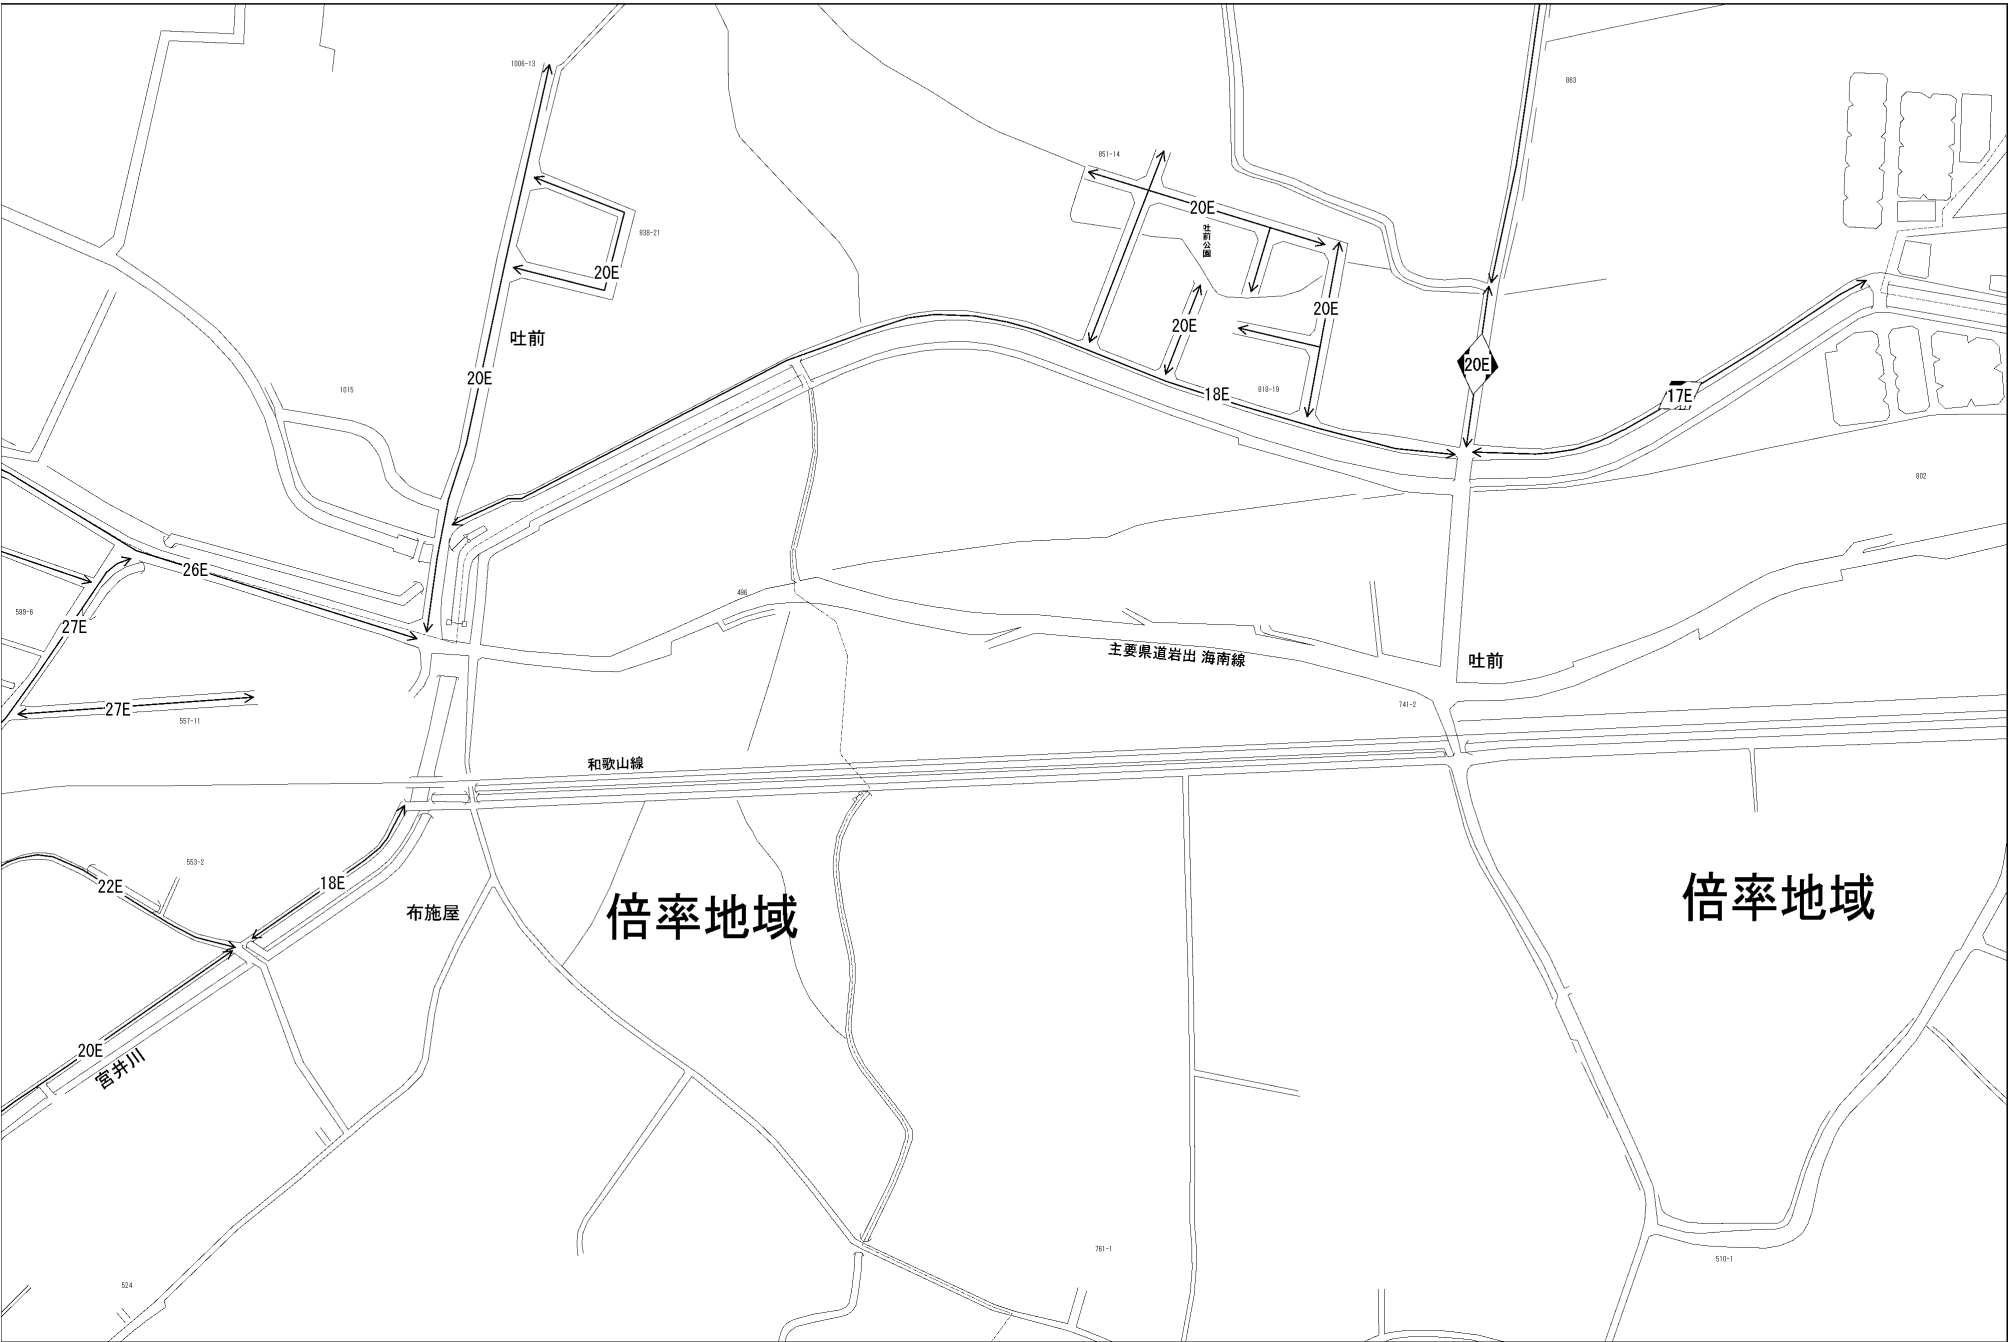 1006-13
863
851-14
20E
吐前公園
838-21
20E
20E
20E
吐前
20E
20E
17E
18E
818-19
1015
802
26E
496
599-6
27E
主要県道岩出 海南線
吐前
27E
557-11
741-2
和歌山線
553-2
22E
18E
布施屋
倍率地域
倍率地域
20E
宮井川
761-1
510-1
524